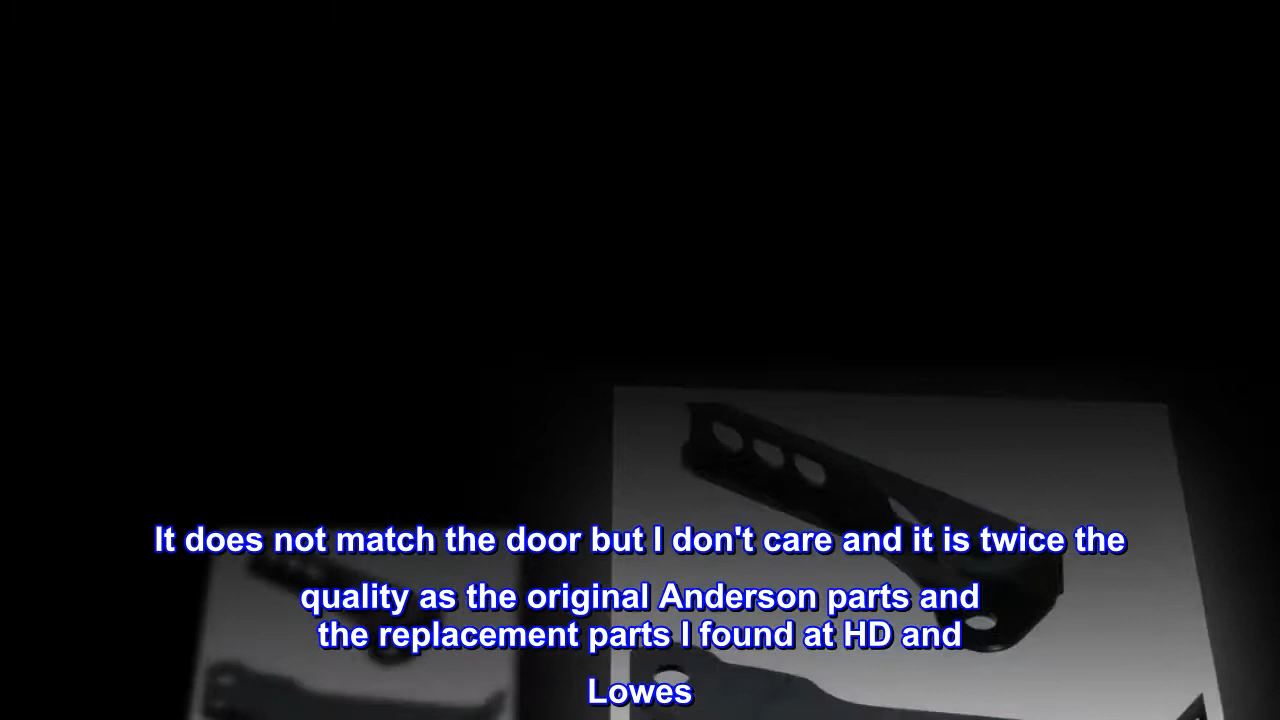 It does not match the door but I don't care and it is twice the
quality as the original Anderson parts and
the replacement parts I found at HD and
Lowes